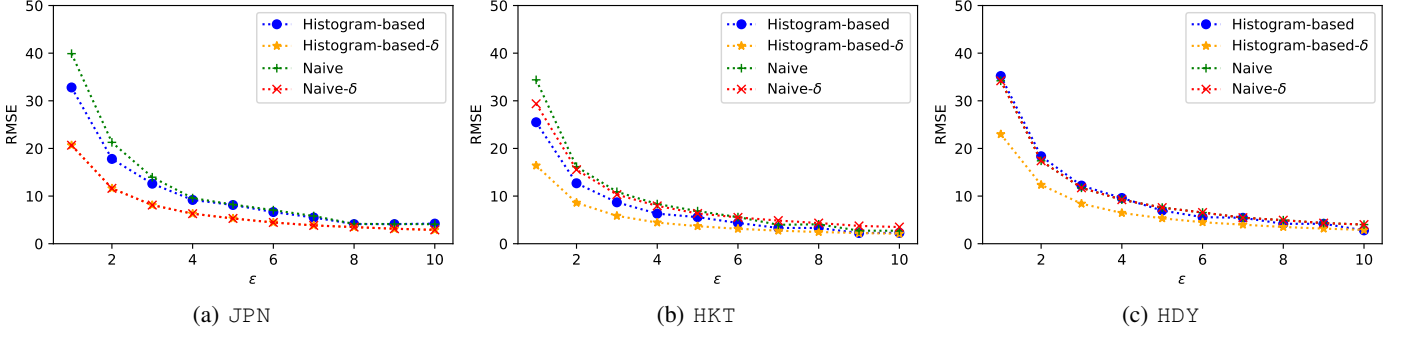 50
40
30
20
10
0
RMSE
2
4
6
8
10
ε
Histogram-based
Histogram-based-δ
Naive
Naive-δ
(a) JPN
50
40
30
20
10
0
RMSE
2
4
6
8
10
ε
Histogram-based
Histogram-based-δ
Naive
Naive-δ
(b) HKT
50
40
30
20
10
0
RMSE
2
4
6
8
10
ε
Histogram-based
Histogram-based-δ
Naive
Naive-δ
(c) HDY